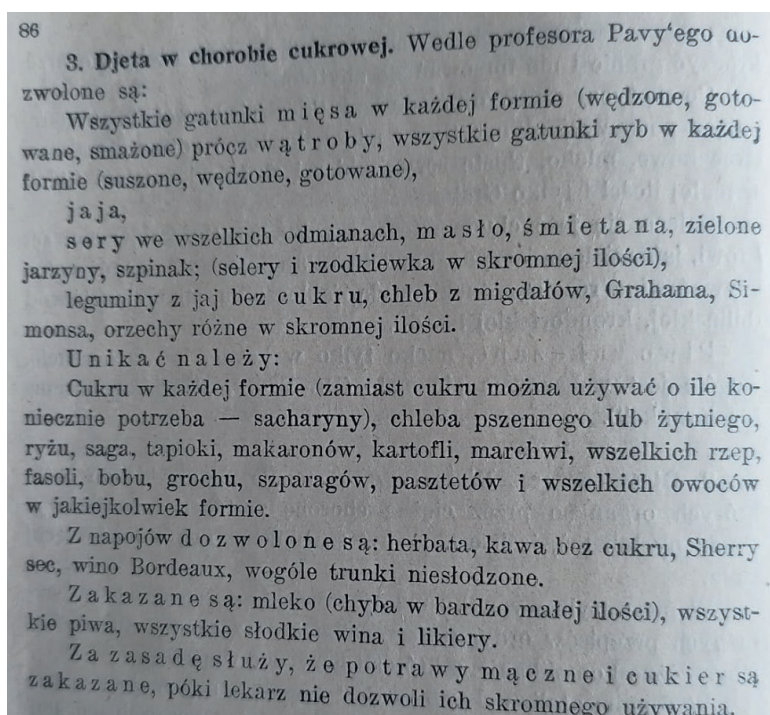 86
3. Djeta w chorobie cukrowej. Wedle profesora Pavy‘ego do-
zwolone są:
Wszystkie gatunki mięsa w każdej formie (wędzone, goto-
wane, smażone) prócz wątroby, wszystkie gatunki ryb w każdej
formie (suszone, wędzone, gotowane),
jaja,
sery we wszelkich odmianach, masło, śmietana, zielone
jarzyny, szpinak; (selery i rzodkiewka w skromnej ilości),
leguminy z jaj bez cukru, chleb z migdałów, Grahama, Si-
monsa, orzechy różne w skromnej ilości.
Unikać należy:
Cukru w każdej formie (zamiast cukru można używać o ile ko-
niecznie potrzeba — sacharyny), chleba pszennego lub żytniego,
ryżu, saga, tapioki, makaronów, kartofli, marchwi, wszelkich rzep,
fasoli, bobu, grochu, szparagów, pasztetów i wszelkich owoców
w jakiejkolwiek formie.
Z napojów dozwolone są: herbata, kawa bez cukru, Sherry
sec, wino Bordeaux, wogóle trunki niesłodzone.
Zakazane są: mleko (chyba w bardzo małej ilości), wszyst-
kie piwa, wszystkie słodkie wina i likiery.
Za zasadę służy, że potrawy mączne i cukier są
zakazane, póki lekarz nie dozwoli ich skromnego używania.